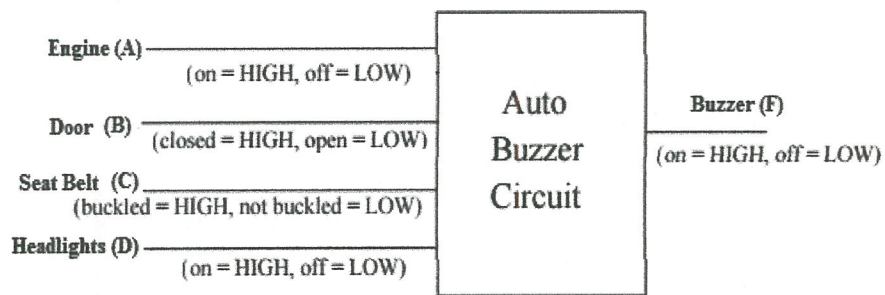 Engine (A)
(on = HIGH, off = LOW)
Door (B)
(closed = HIGH, open = LOW)
Seat Belt (C)
(buckled = HIGH, not buckled = LOW)
Headlights (D)
(on = HIGH, off = LOW)
Auto
Buzzer
Circuit
Buzzer (F)
(on = HIGH, off = LOW)